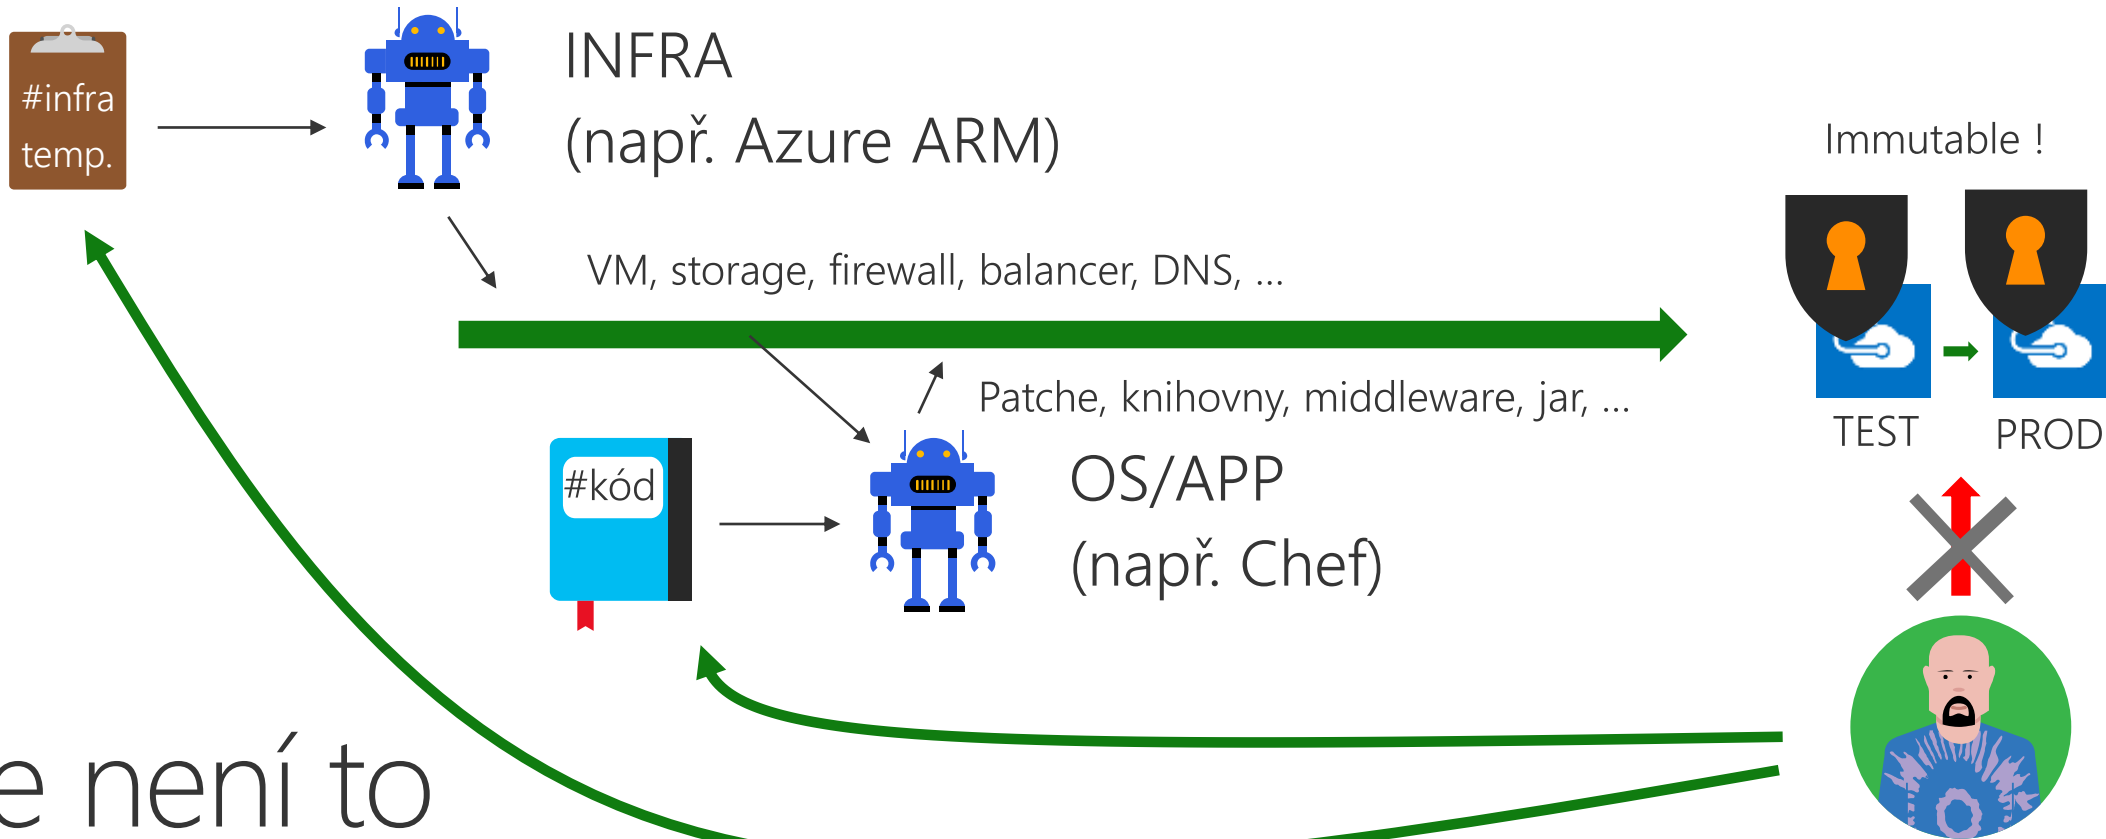 #infra
temp.
INFRA
(např. Azure ARM)
Immutable !
VM, storage, firewall, balancer, DNS, ...
Patche, knihovny, middleware, jar, ...
TEST
PROD
#kód
OS/APP
(např. Chef)
e není to